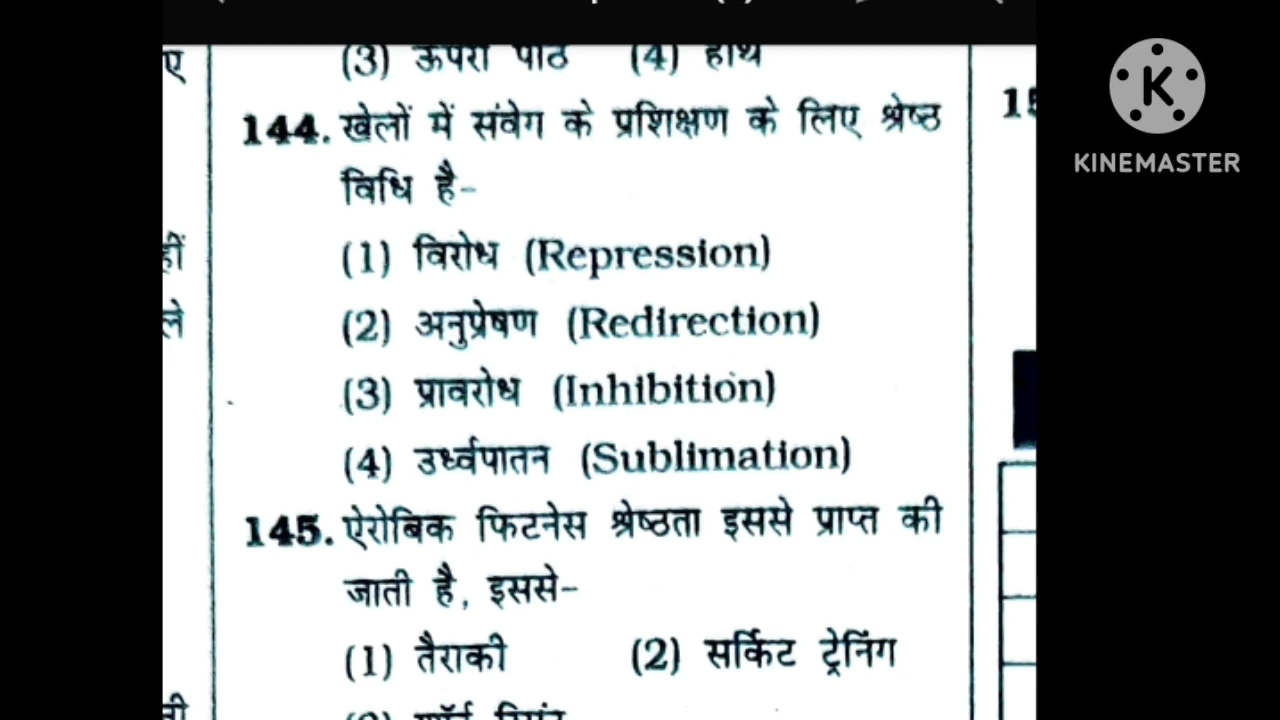 (3) ऊपरी पीठ (4) हाथ
ए
144. खेलों में संवेग के प्रशिक्षण के लिए श्रेष्ठ
विधि है-
(1) विरोध (Repression)
हीं
(2) अनुप्रेषण (Redirection)
ले
(3) प्रावरोध (Inhibition)
(4) उर्ध्वपातन (Sublimation)
145. ऐरोबिक फिटनेस श्रेष्ठता इससे प्राप्त की
जाती है, इससे-
(1) तैराकी (2) सर्किट ट्रेनिंग
KINEMASTER